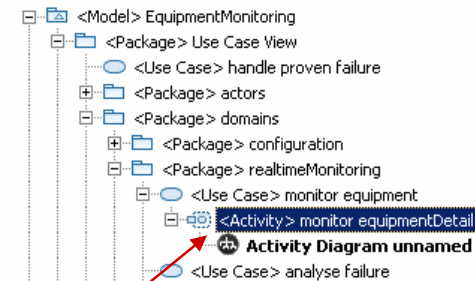 <Model> EquipmentMonitoring
<Package> Use Case View
<Use Case> handle proven failure
<Package> actors
<Package> domains
<Package> configuration
<Package> realtimeMonitoring
<Use Case> monitor equipment
<Activity> monitor equipmentDetail
Activity Diagram unnamed
<Use Case> analyse failure